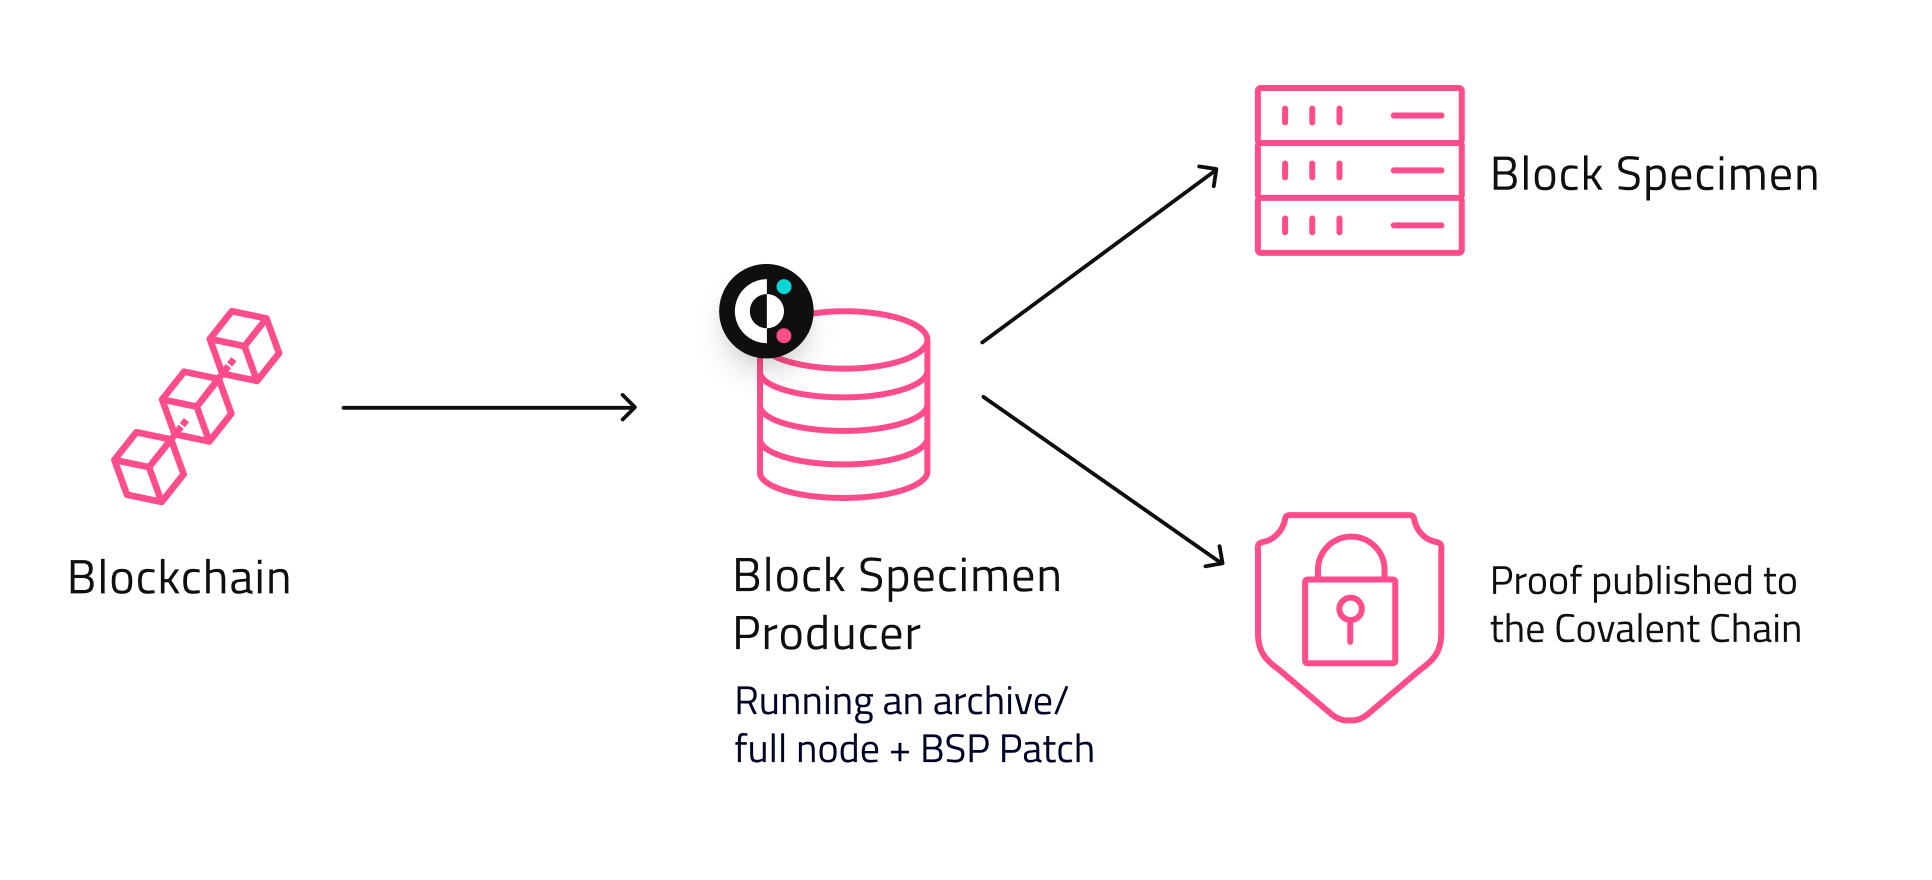 Blockchain
Block Specimen
Producer
Running an archive/
full node + BSP Patch
Block Specimen
Proof published to
the Covalent Chain